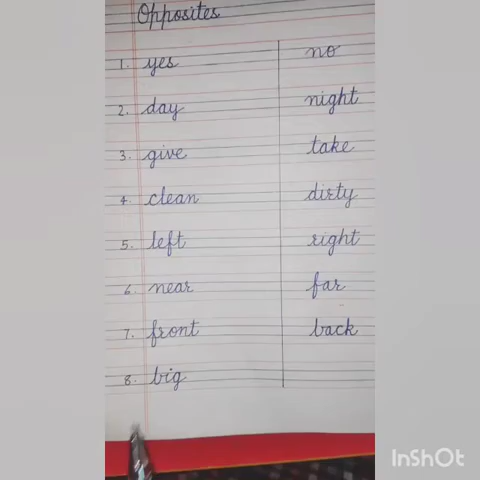 Opposites
1. yes no
2. day night
3. give take
4. clean dirty
5. left right
6. near far
7. front back
8. big
InShOt